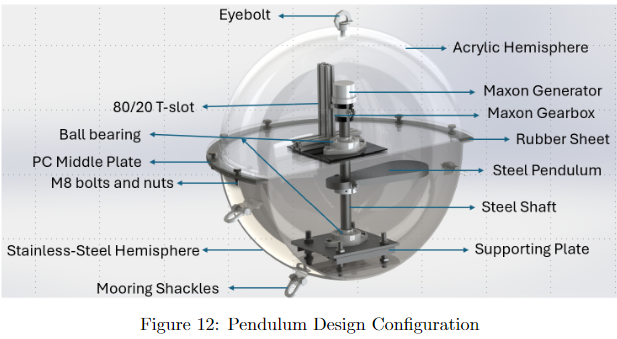 Eyebolt
Acrylic Hemisphere
Maxon Generator
80/20 T-slot
Maxon Gearbox
Ball bearing
Rubber Sheet
PC Middle Plate
Steel Pendulum
M8 bolts and nuts
Steel Shaft
Stainless-Steel Hemisphere
Supporting Plate
Mooring Shackles
Figure 12: Pendulum Design Configuration